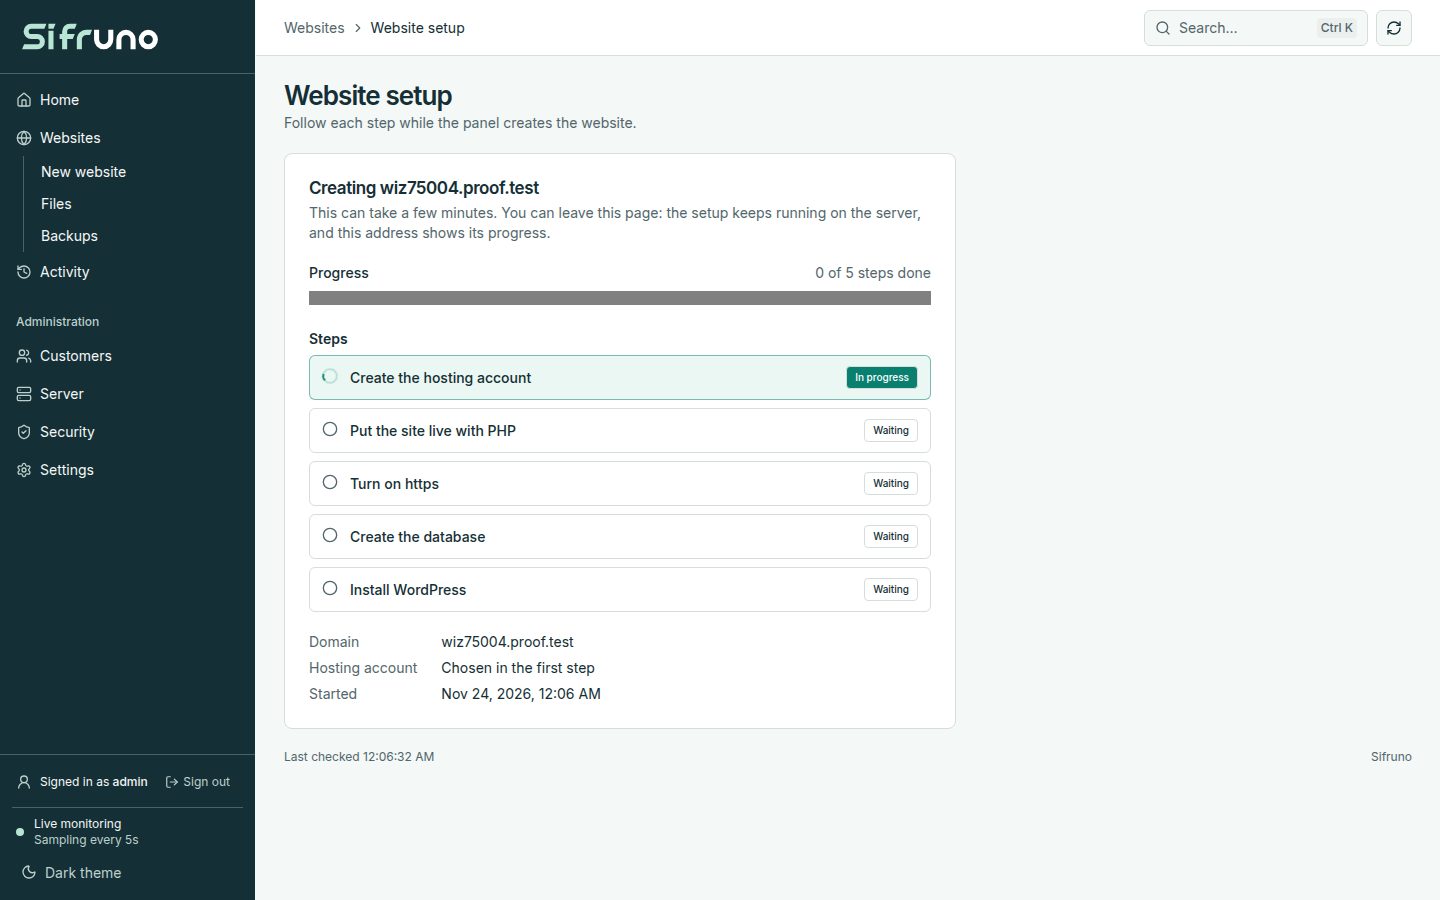 Sifruno
Websites > Website setup
Search...
Ctrl K
Home
Websites
New website
Files
Backups
Activity
Administration
Customers
Server
Security
Settings
Signed in as admin
Sign out
Live monitoring
Sampling every 5s
Dark theme
Website setup
Follow each step while the panel creates the website.
Creating wiz75004.proof.test
This can take a few minutes. You can leave this page: the setup keeps running on the server,
and this address shows its progress.
Progress
0 of 5 steps done
Steps
Create the hosting account
In progress
Put the site live with PHP
Waiting
Turn on https
Waiting
Create the database
Waiting
Install WordPress
Waiting
Domain
wiz75004.proof.test
Hosting account
Chosen in the first step
Started
Nov 24, 2026, 12:06 AM
Last checked 12:06:32 AM
Sifruno